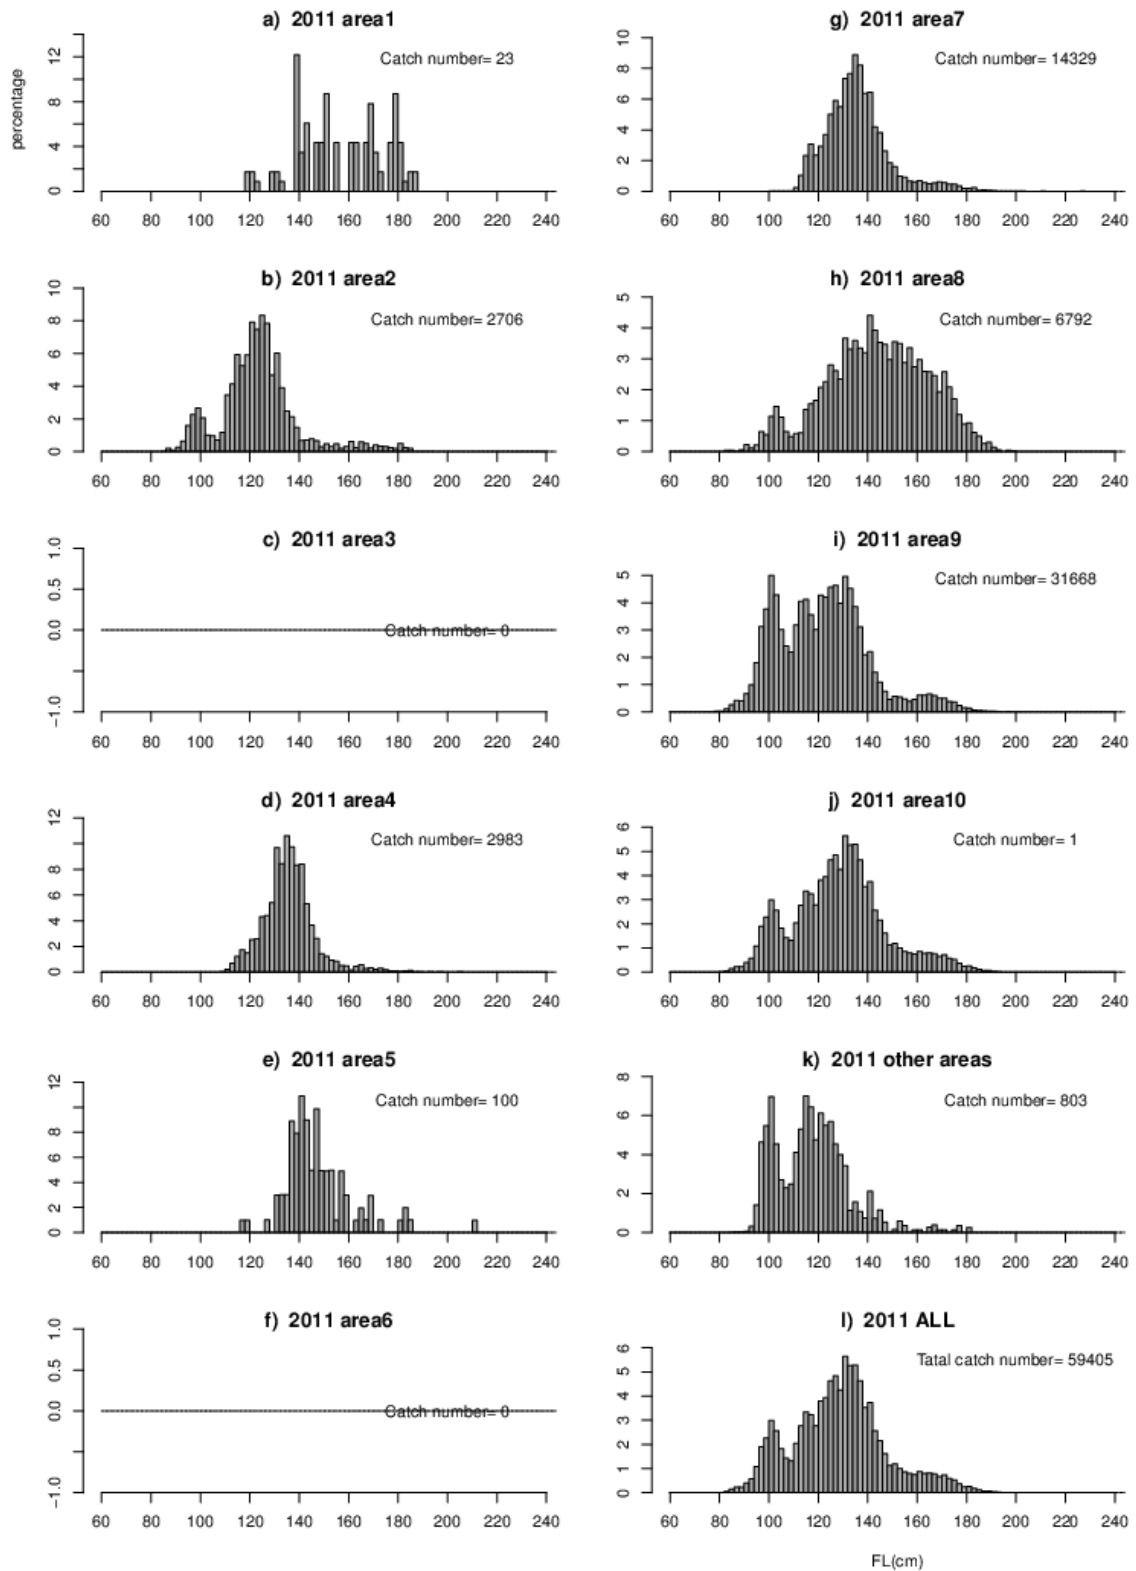 a) 2011 area1
Catch number= 23
percentage
0 4 8 12
60 80 100 120 140 160 180 200 220 240
b) 2011 area2
Catch number= 2706
0 2 4 6 8 10
60 80 100 120 140 160 180 200 220 240
c) 2011 area3
Catch number= 0
−1.0 0.0 0.5 1.0
60 80 100 120 140 160 180 200 220 240
d) 2011 area4
Catch number= 2983
0 2 4 6 8 12
60 80 100 120 140 160 180 200 220 240
e) 2011 area5
Catch number= 100
0 2 4 6 8 12
60 80 100 120 140 160 180 200 220 240
f) 2011 area6
Catch number= 0
−1.0 0.0 0.5 1.0
60 80 100 120 140 160 180 200 220 240
g) 2011 area7
Catch number= 14329
0 2 4 6 8 10
60 80 100 120 140 160 180 200 220 240
h) 2011 area8
Catch number= 6792
0 1 2 3 4 5
60 80 100 120 140 160 180 200 220 240
i) 2011 area9
Catch number= 31668
0 1 2 3 4 5
60 80 100 120 140 160 180 200 220 240
j) 2011 area10
Catch number= 1
0 1 2 3 4 5 6
60 80 100 120 140 160 180 200 220 240
k) 2011 other areas
Catch number= 803
0 2 4 6 8
60 80 100 120 140 160 180 200 220 240
l) 2011 ALL
Tatal catch number= 59405
0 1 2 3 4 5 6
60 80 100 120 140 160 180 200 220 240
FL(cm)